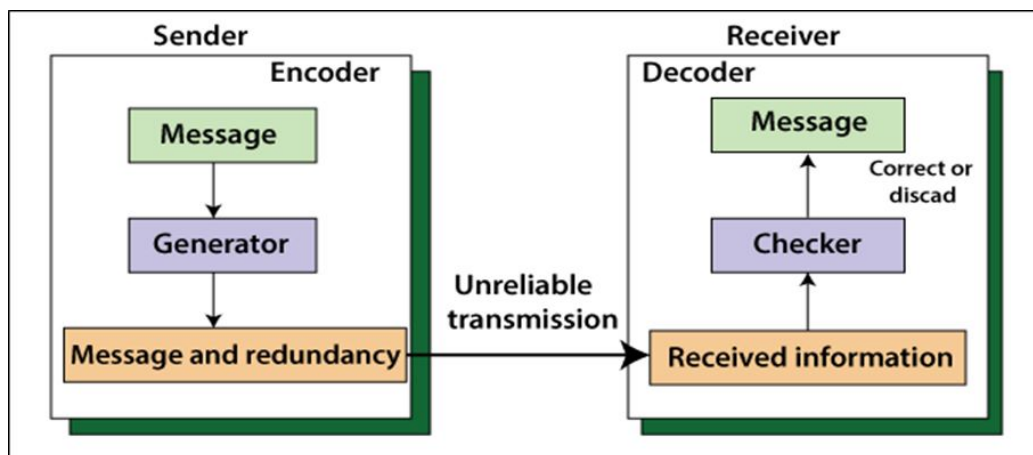 Sender
Encoder
Message
Generator
Message and redundancy
Unreliable
transmission
Receiver
Decoder
Message
Correct or
discad
Checker
Received information